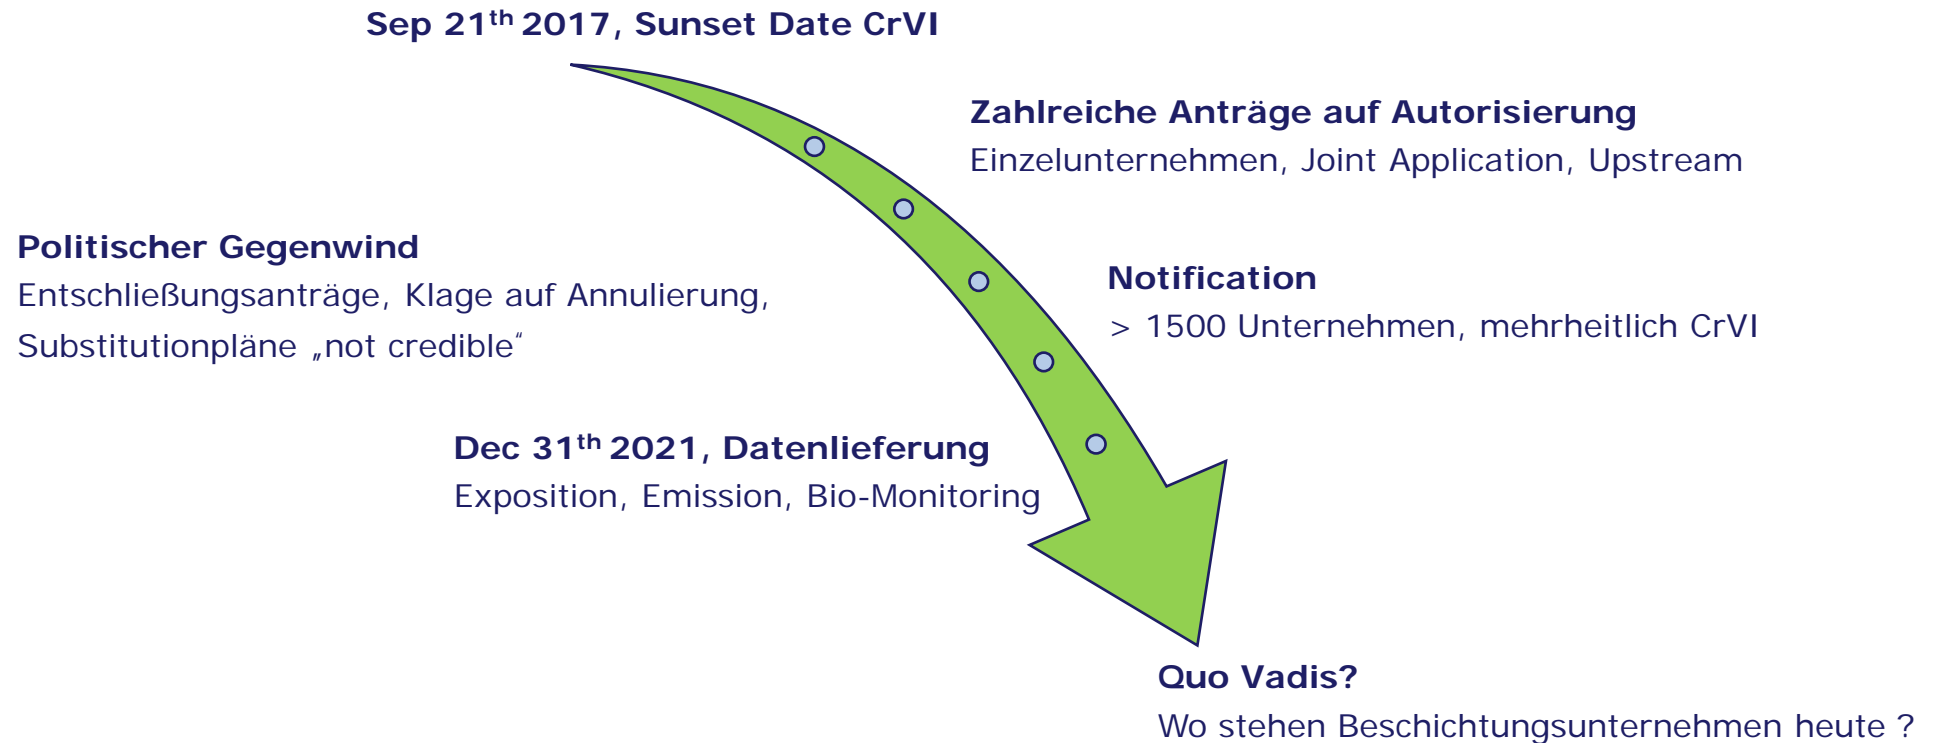 Sep 21th 2017, Sunset Date CrVI
Zahlreiche Anträge auf Autorisierung
Einzelunternehmen, Joint Application, Upstream
Politischer Gegenwind
Entschließungsanträge, Klage auf Annulierung,
Substitutionpläne „not credible“
Notification
> 1500 Unternehmen, mehrheitlich CrVI
Dec 31th 2021, Datenlieferung
Exposition, Emission, Bio-Monitoring
Quo Vadis?
Wo stehen Beschichtungsunternehmen heute ?